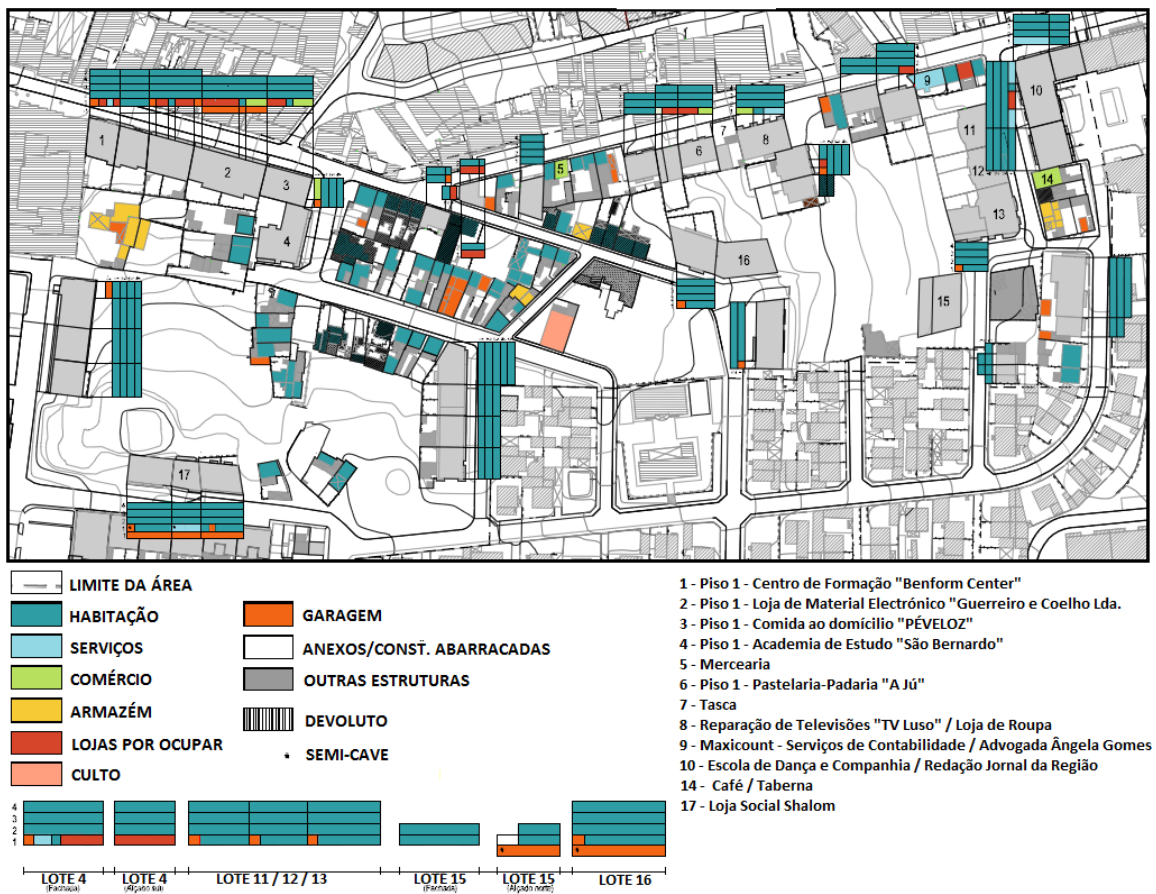 1
2
3
4
5
6
7
8
9
10
11
12
13
14
15
16
17
LIMITE DA ÁREA
HABITAÇÃO
SERVIÇOS
COMÉRCIO
ARMAZÉM
LOJAS POR OCUPAR
CULTO
GARAGEM
ANEXOS/CONST. ABARRACADAS
OUTRAS ESTRUTURAS
DEVOLUTO
SEMI-CAVE
1 - Piso 1 - Centro de Formação "Benform Center"
2 - Piso 1 - Loja de Material Electrónico "Guerreiro e Coelho Lda.
3 - Piso 1 - Comida ao domícilio "PÉVELOZ"
4 - Piso 1 - Academia de Estudo "São Bernardo"
5 - Mercearia
6 - Piso 1 - Pastelaria-Padaria "A Jú"
7 - Tasca
8 - Reparação de Televisões "TV Luso" / Loja de Roupa
9 - Maxicount - Serviços de Contabilidade / Advogada Ângela Gomes
10 - Escola de Dança e Companhia / Redação Jornal da Região
14 - Café / Taberna
17 - Loja Social Shalom
4
3
2
1
LOTE 4
(Fachada)
LOTE 4
(Alçado sul)
LOTE 11 / 12 / 13
LOTE 15
(Fachada)
LOTE 15
(Alçado norte)
LOTE 16